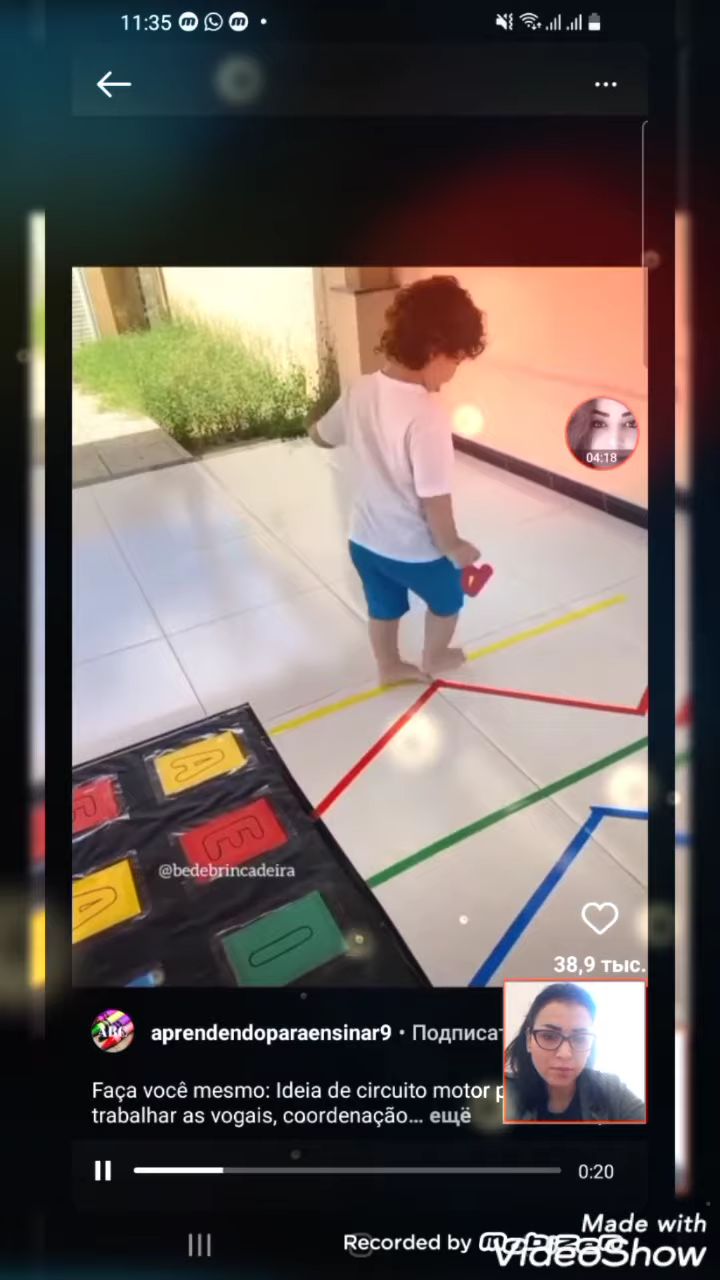 11:35
04:18
A
E
A
I
@bedebrincadeira
38,9 тыс.
ABC
aprendendoparaensinar9 • Подписат
Faça você mesmo: Ideia de circuito motor p
trabalhar as vogais, coordenação... ещё
0:20
Made with
Recorded by
VideoShow